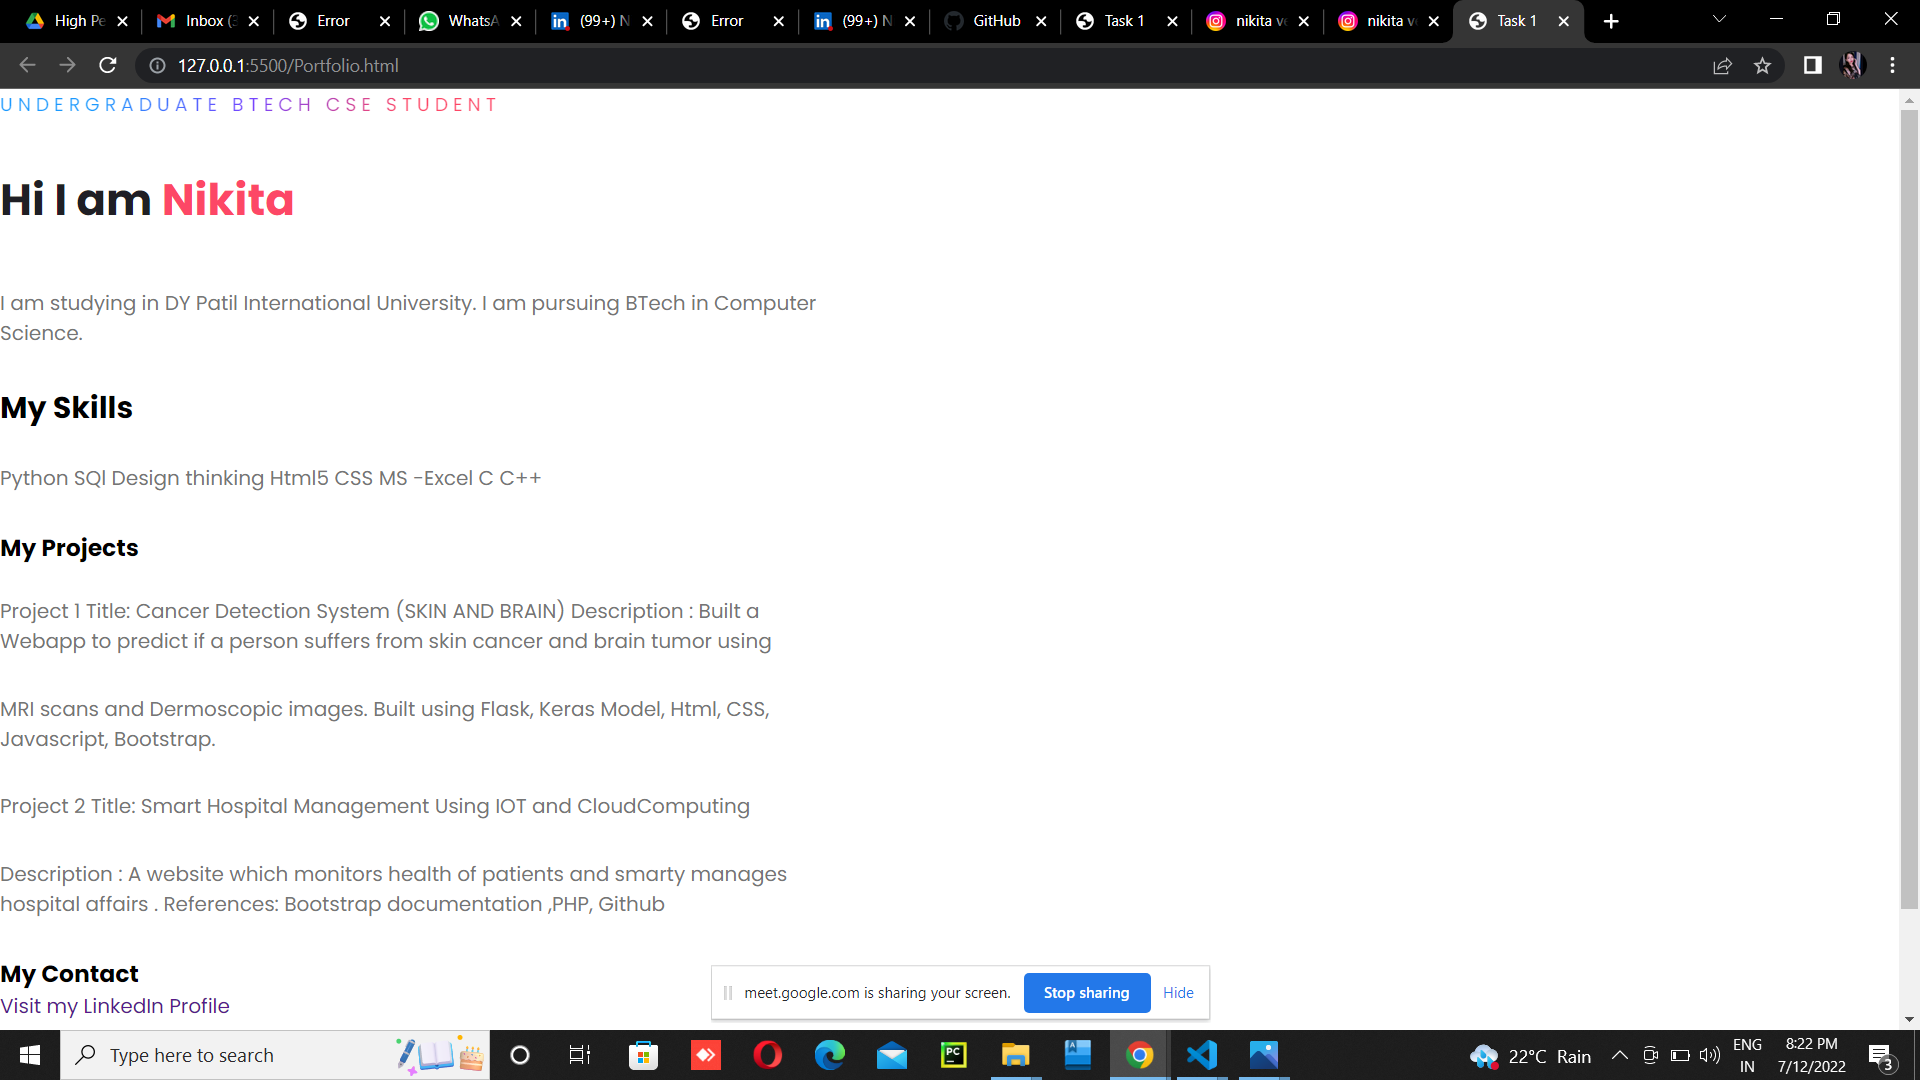 High Pe
Inbox (3
Error
WhatsA
(99+) N
Error
(99+) N
GitHub
Task 1
nikita ve
nikita ve
Task 1
127.0.0.1:5500/Portfolio.html
UNDERGRADUATE BTECH CSE STUDENT
Hi I am Nikita
I am studying in DY Patil International University. I am pursuing BTech in Computer
Science.
My Skills
Python SQl Design thinking Html5 CSS MS -Excel C C++
My Projects
Project 1 Title: Cancer Detection System (SKIN AND BRAIN) Description : Built a
Webapp to predict if a person suffers from skin cancer and brain tumor using
MRI scans and Dermoscopic images. Built using Flask, Keras Model, Html, CSS,
Javascript, Bootstrap.
Project 2 Title: Smart Hospital Management Using IOT and CloudComputing
Description : A website which monitors health of patients and smarty manages
hospital affairs . References: Bootstrap documentation ,PHP, Github
My Contact
Visit my LinkedIn Profile
meet.google.com is sharing your screen.
Stop sharing
Hide
Type here to search
PC
22°C Rain
ENG
IN
8:22 PM
7/12/2022
3